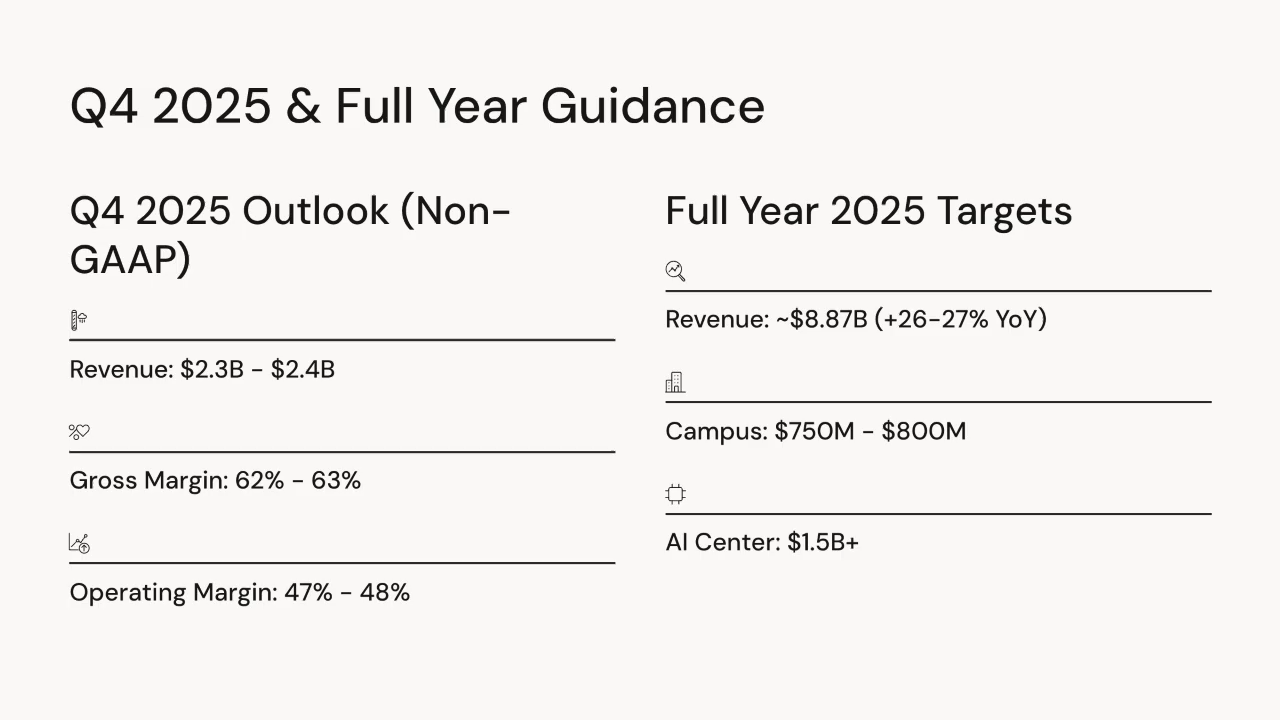 Q4 2025 & Full Year Guidance
Q4 2025 Outlook (Non-
GAAP)
Revenue: $2.3B - $2.4B
Gross Margin: 62% - 63%
Operating Margin: 47% - 48%
Full Year 2025 Targets
Revenue: ~$8.87B (+26-27% YoY)
Campus: $750M - $800M
AI Center: $1.5B+